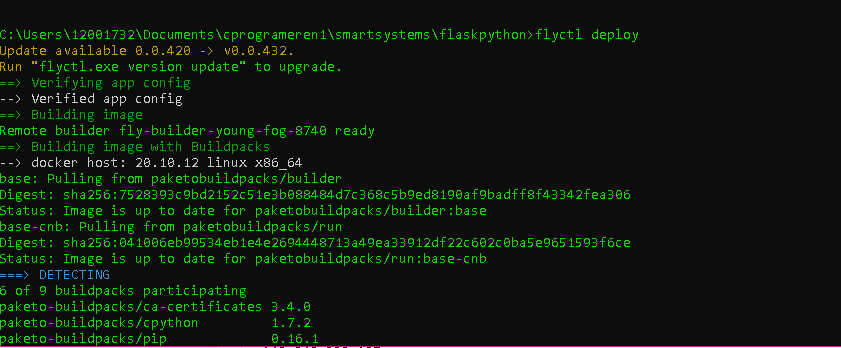 C:\Users\12001732\Documents\cprogrameren1\smartsystems\flaskpython>flyctl deploy
Update available 0.0.420 -> v0.0.432.
Run "flyctl.exe version update" to upgrade.
==> Verifying app config
--> Verified app config
==> Building image
Remote builder fly-builder-young-fog-8740 ready
==> Building image with Buildpacks
--> docker host: 20.10.12 linux x86_64
base: Pulling from paketobuildpacks/builder
Digest: sha256:7528393c9bd2152c51e3b088484d7c368c5b9ed8190af9badff8f43342fea306
Status: Image is up to date for paketobuildpacks/builder:base
base-cnb: Pulling from paketobuildpacks/run
Digest: sha256:041006eb99534eb1e4e2694448713a49ea33912df22c602c0ba5e9651593f6ce
Status: Image is up to date for paketobuildpacks/run:base-cnb
===> DETECTING
6 of 9 buildpacks participating
paketo-buildpacks/ca-certificates 3.4.0
paketo-buildpacks/cpython 1.7.2
paketo-buildpacks/pip 0.16.1